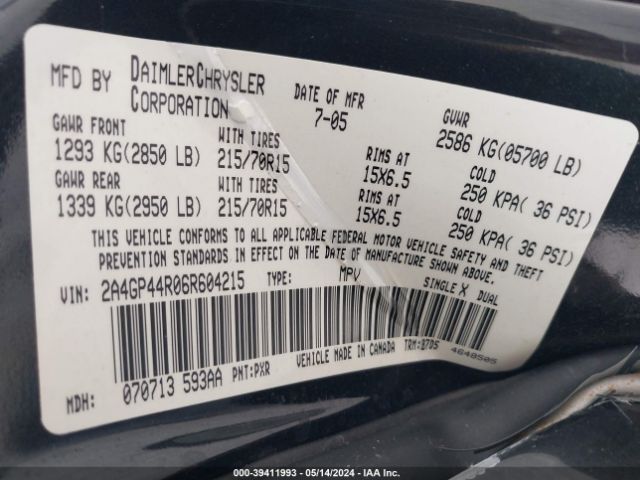 MFD BY DAIMLERCHRYSLER CORPORATION
DATE OF MFR 7-05
GVWR 2586 KG(05700 LB)
GAWR FRONT 1293 KG(2850 LB)
WITH TIRES 215/70R15
RIMS AT 15X6.5
COLD 250 KPA( 36 PSI)
GAWR REAR 1339 KG(2950 LB)
WITH TIRES 215/70R15
RIMS AT 15X6.5
COLD 250 KPA( 36 PSI)
THIS VEHICLE CONFORMS TO ALL APPLICABLE FEDERAL MOTOR VEHICLE SAFETY AND THEFT
PREVENTION STANDARDS IN EFFECT ON THE DATE OF MANUFACTURE SHOWN ABOVE.
VIN: 2A4GP44R06R604215 TYPE: MPV SINGLE X DUAL
VEHICLE MADE IN CANADA TRM: 4648505
MDH: 070713 593AA PNT:PXR
000-39411993 - 05/14/2024 - IAA Inc.